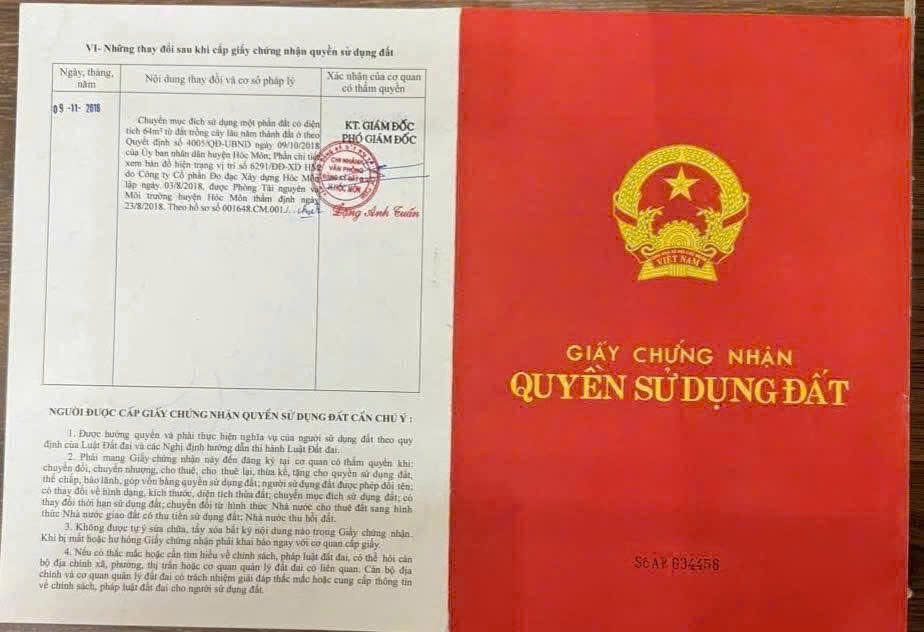 VI- Những thay đổi sau khi cấp giấy chứng nhận quyền sử dụng đất
Ngày, tháng, năm
Nội dung thay đổi và cơ sở pháp lý
Xác nhận của cơ quan có thẩm quyền
09-11-2018
Chuyển mục đích sử dụng một phần đất có diện
tích 64m² từ đất trồng cây lâu năm thành đất ở theo
Quyết định số 4005/QĐ-UBND ngày 09/10/2018
của Ủy ban nhân dân huyện Hóc Môn; Phần chi tiết
xem bản đồ hiện trạng vị trí số 6291/ĐĐ-XD HM
do Công ty Cổ phần Đo đạc Xây dựng Hóc Môn
lập ngày 03/8/2018, được Phòng Tài nguyên và
Môi trường huyện Hóc Môn thẩm định ngày
23/8/2018. Theo hồ sơ số 001648.CM.001./.
KT. GIÁM ĐỐC
PHÓ GIÁM ĐỐC
CHI NHÁNH
VĂN PHÒNG
ĐĂNG KÝ ĐẤT ĐAI
H.HÓC MÔN
Đặng Anh Tuấn
NGƯỜI ĐƯỢC CẤP GIẤY CHỨNG NHẬN QUYỀN SỬ DỤNG ĐẤT CẦN CHÚ Ý :
1. Được hưởng quyền và phải thực hiện nghĩa vụ của người sử dụng đất theo quy
định của Luật Đất đai và các Nghị định hướng dẫn thi hành Luật Đất đai.
2. Phải mang Giấy chứng nhận này đến đăng ký tại cơ quan có thẩm quyền khi:
chuyển đổi, chuyển nhượng, cho thuê, cho thuê lại, thừa kế, tặng cho quyền sử dụng đất,
thế chấp, bảo lãnh, góp vốn bằng quyền sử dụng đất; người sử dụng đất được phép đổi tên;
có thay đổi về hình dạng, kích thước, diện tích thửa đất; chuyển mục đích sử dụng đất; có
thay đổi thời hạn sử dụng đất; chuyển đổi từ hình thức Nhà nước cho thuê đất sang hình
thức Nhà nước giao đất có thu tiền sử dụng đất; Nhà nước thu hồi đất.
3. Không được tự ý sửa chữa, tẩy xóa bất kỳ nội dung nào trong Giấy chứng nhận.
Khi bị mất hoặc hư hỏng Giấy chứng nhận phải khai báo ngay với cơ quan cấp giấy.
4. Nếu có thắc mắc hoặc cần tìm hiểu về chính sách, pháp luật đất đai, có thể hỏi cán
bộ địa chính xã, phường, thị trấn hoặc cơ quan quản lý đất đai có liên quan. Cán bộ địa
chính và cơ quan quản lý đất đai có trách nhiệm giải đáp thắc mắc hoặc cung cấp thông tin
về chính sách, pháp luật đất đai cho người sử dụng đất.
VIỆT NAM
GIẤY CHỨNG NHẬN
QUYỀN SỬ DỤNG ĐẤT
Số AP 634458